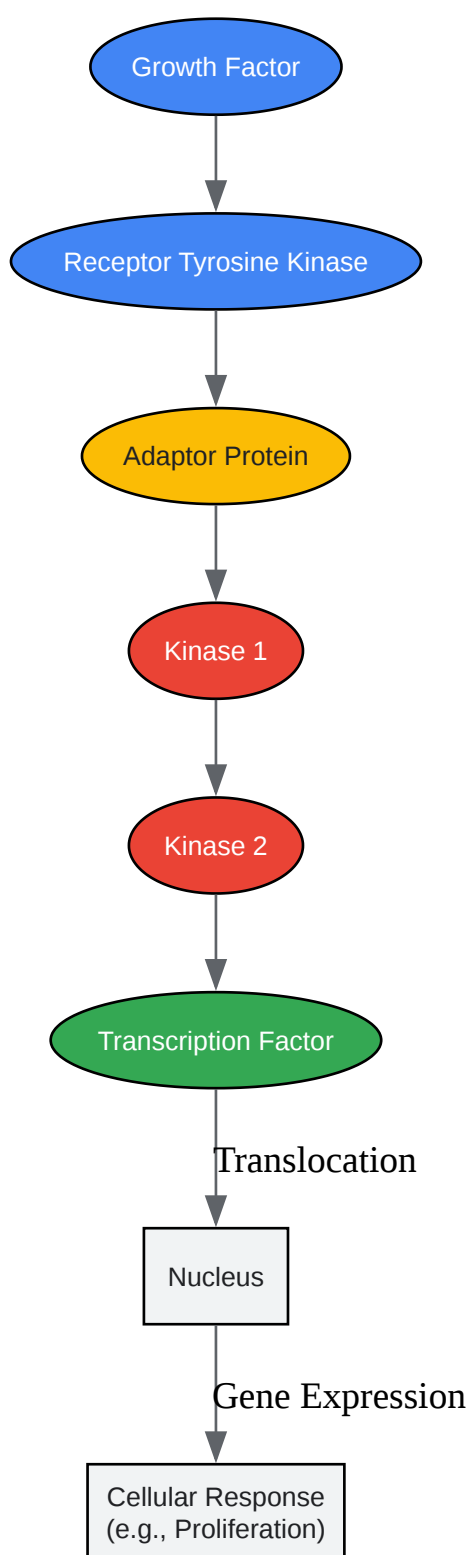 Growth Factor
Receptor Tyrosine Kinase
Adaptor Protein
Kinase 1
Kinase 2
Transcription Factor
Translocation
Nucleus
Gene Expression
Cellular Response
(e.g., Proliferation)